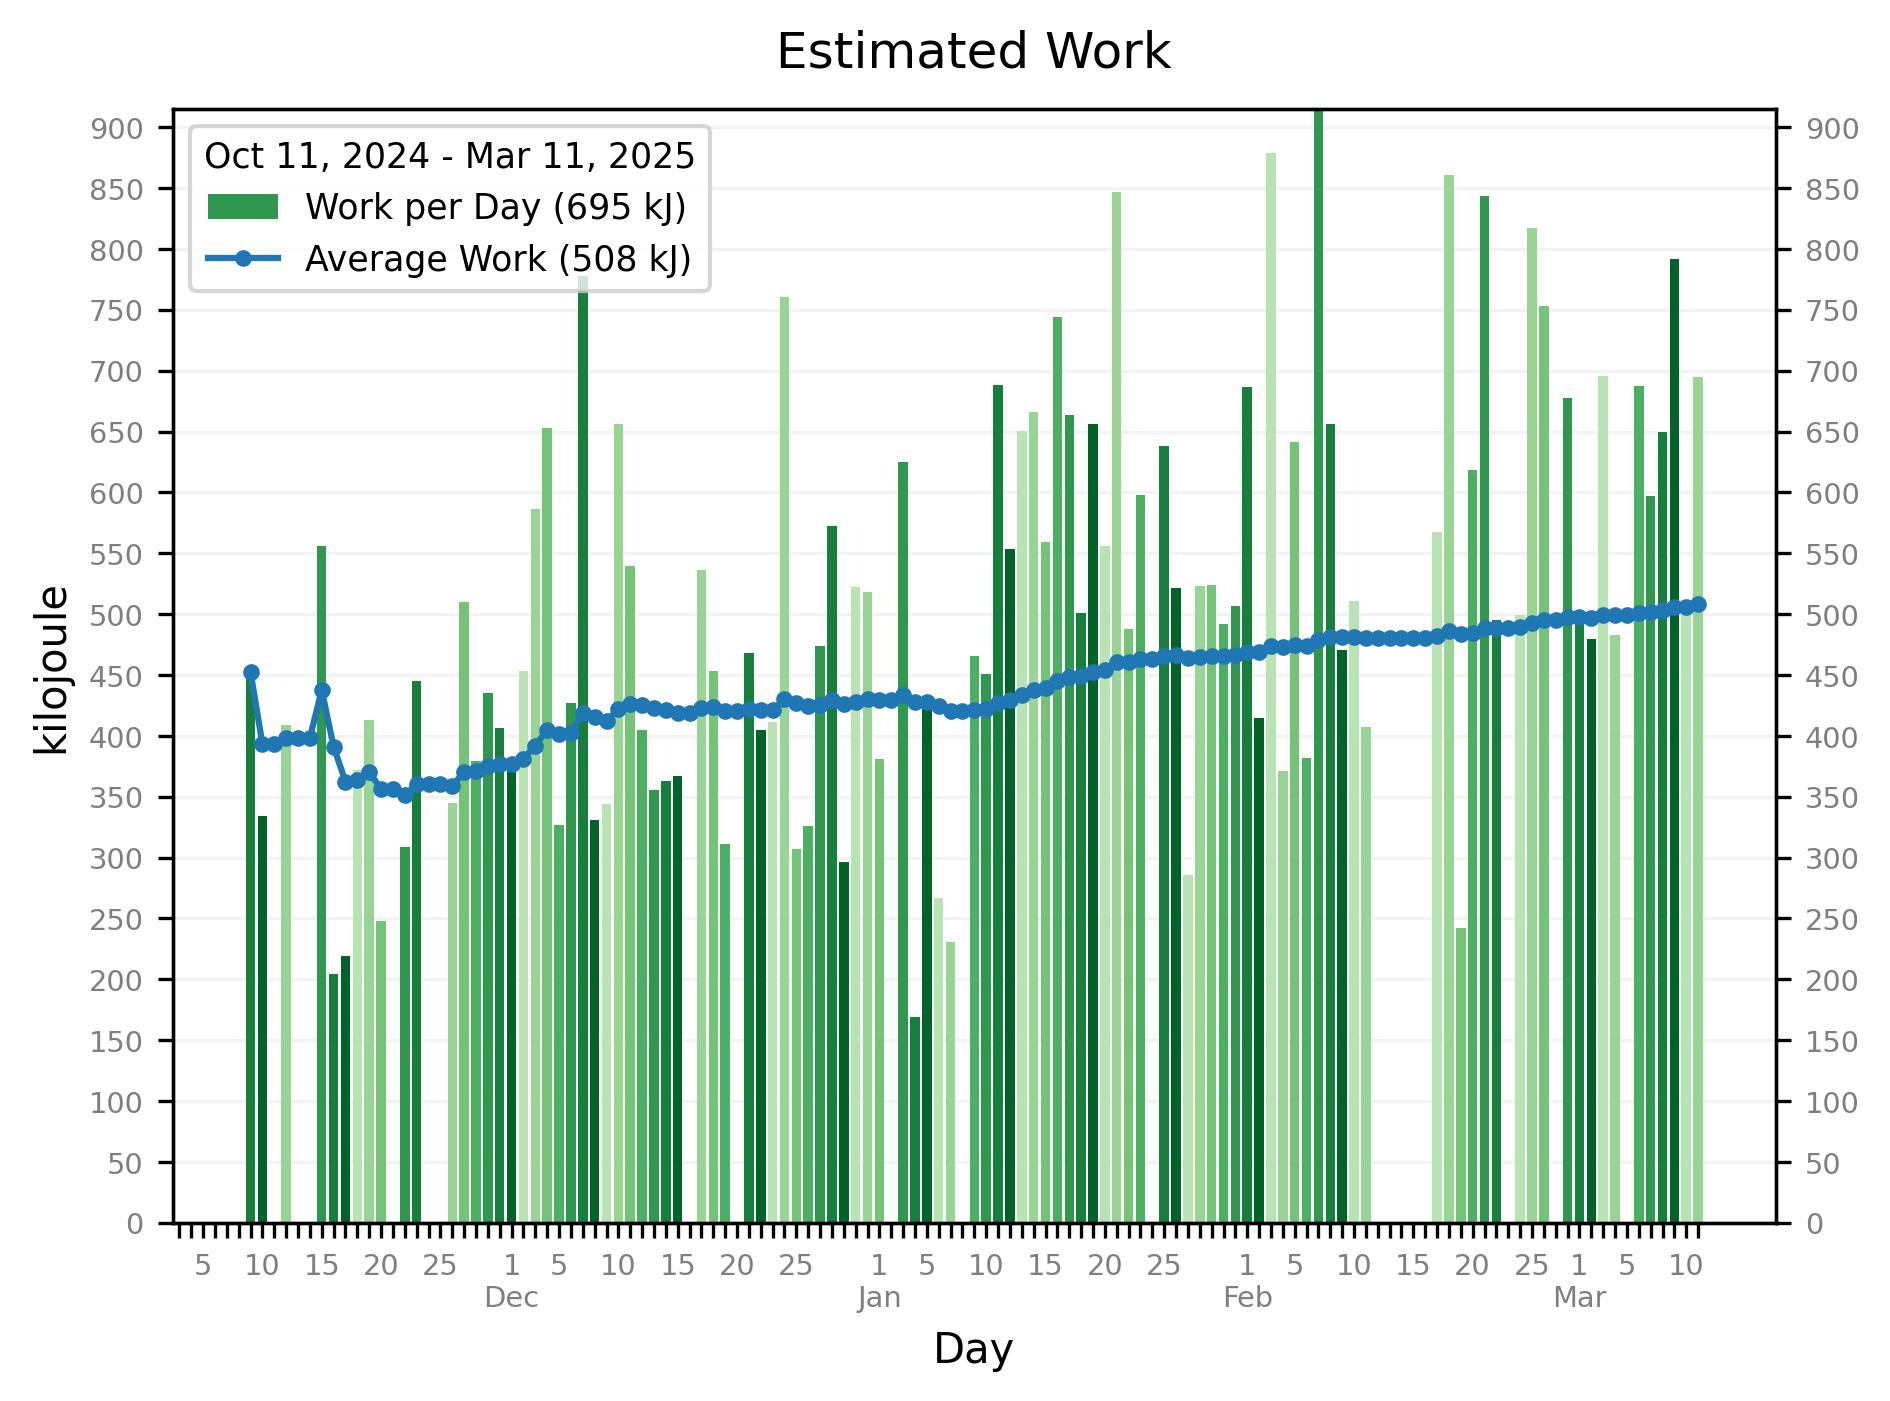 Estimated Work
Oct 11, 2024 - Mar 11, 2025
Work per Day (695 kJ)
Average Work (508 kJ)
900 900
850 850
800 800
750 750
700 700
650 650
600 600
550 550
500 500
450 450
400 400
350 350
300 300
250 250
200 200
150 150
100 100
50 50
0 0
kilojoule
5 10 15 20 25 1 5 10 15 20 25 1 5 10 15 20 25 1 5 10 15 20 25 1 5 10
Dec Jan Feb Mar
Day